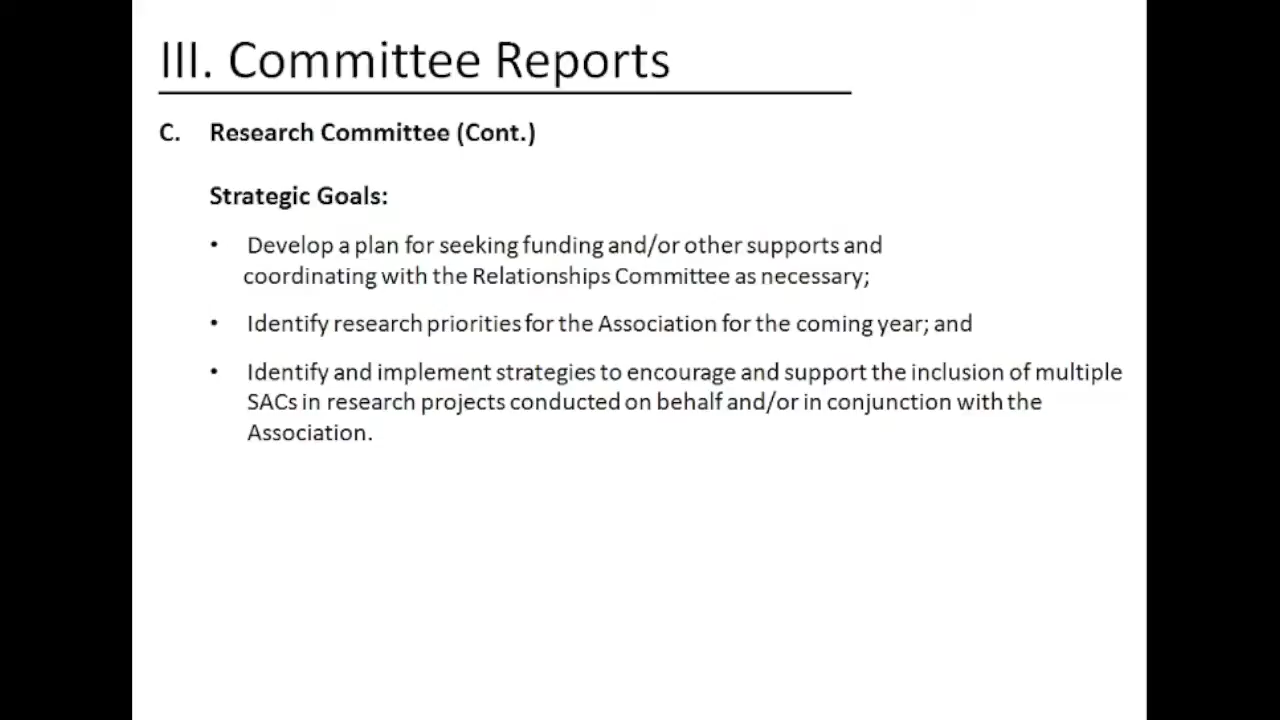 III. Committee Reports
C. Research Committee (Cont.)
Strategic Goals:
• Develop a plan for seeking funding and/or other supports and
coordinating with the Relationships Committee as necessary;
• Identify research priorities for the Association for the coming year; and
• Identify and implement strategies to encourage and support the inclusion of multiple
SACs in research projects conducted on behalf and/or in conjunction with the
Association.